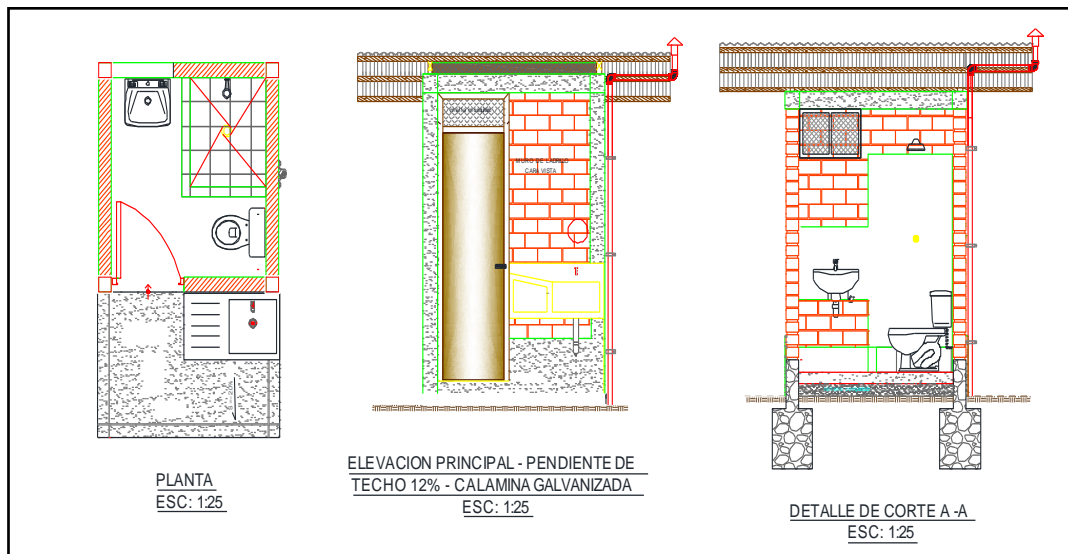 MURO DE LADRILLO
CARA VISTA
PLANTA
ESC: 1:25
ELEVACION PRINCIPAL - PENDIENTE DE
TECHO 12% - CALAMINA GALVANIZADA
ESC: 1:25
DETALLE DE CORTE A -A
ESC: 1:25